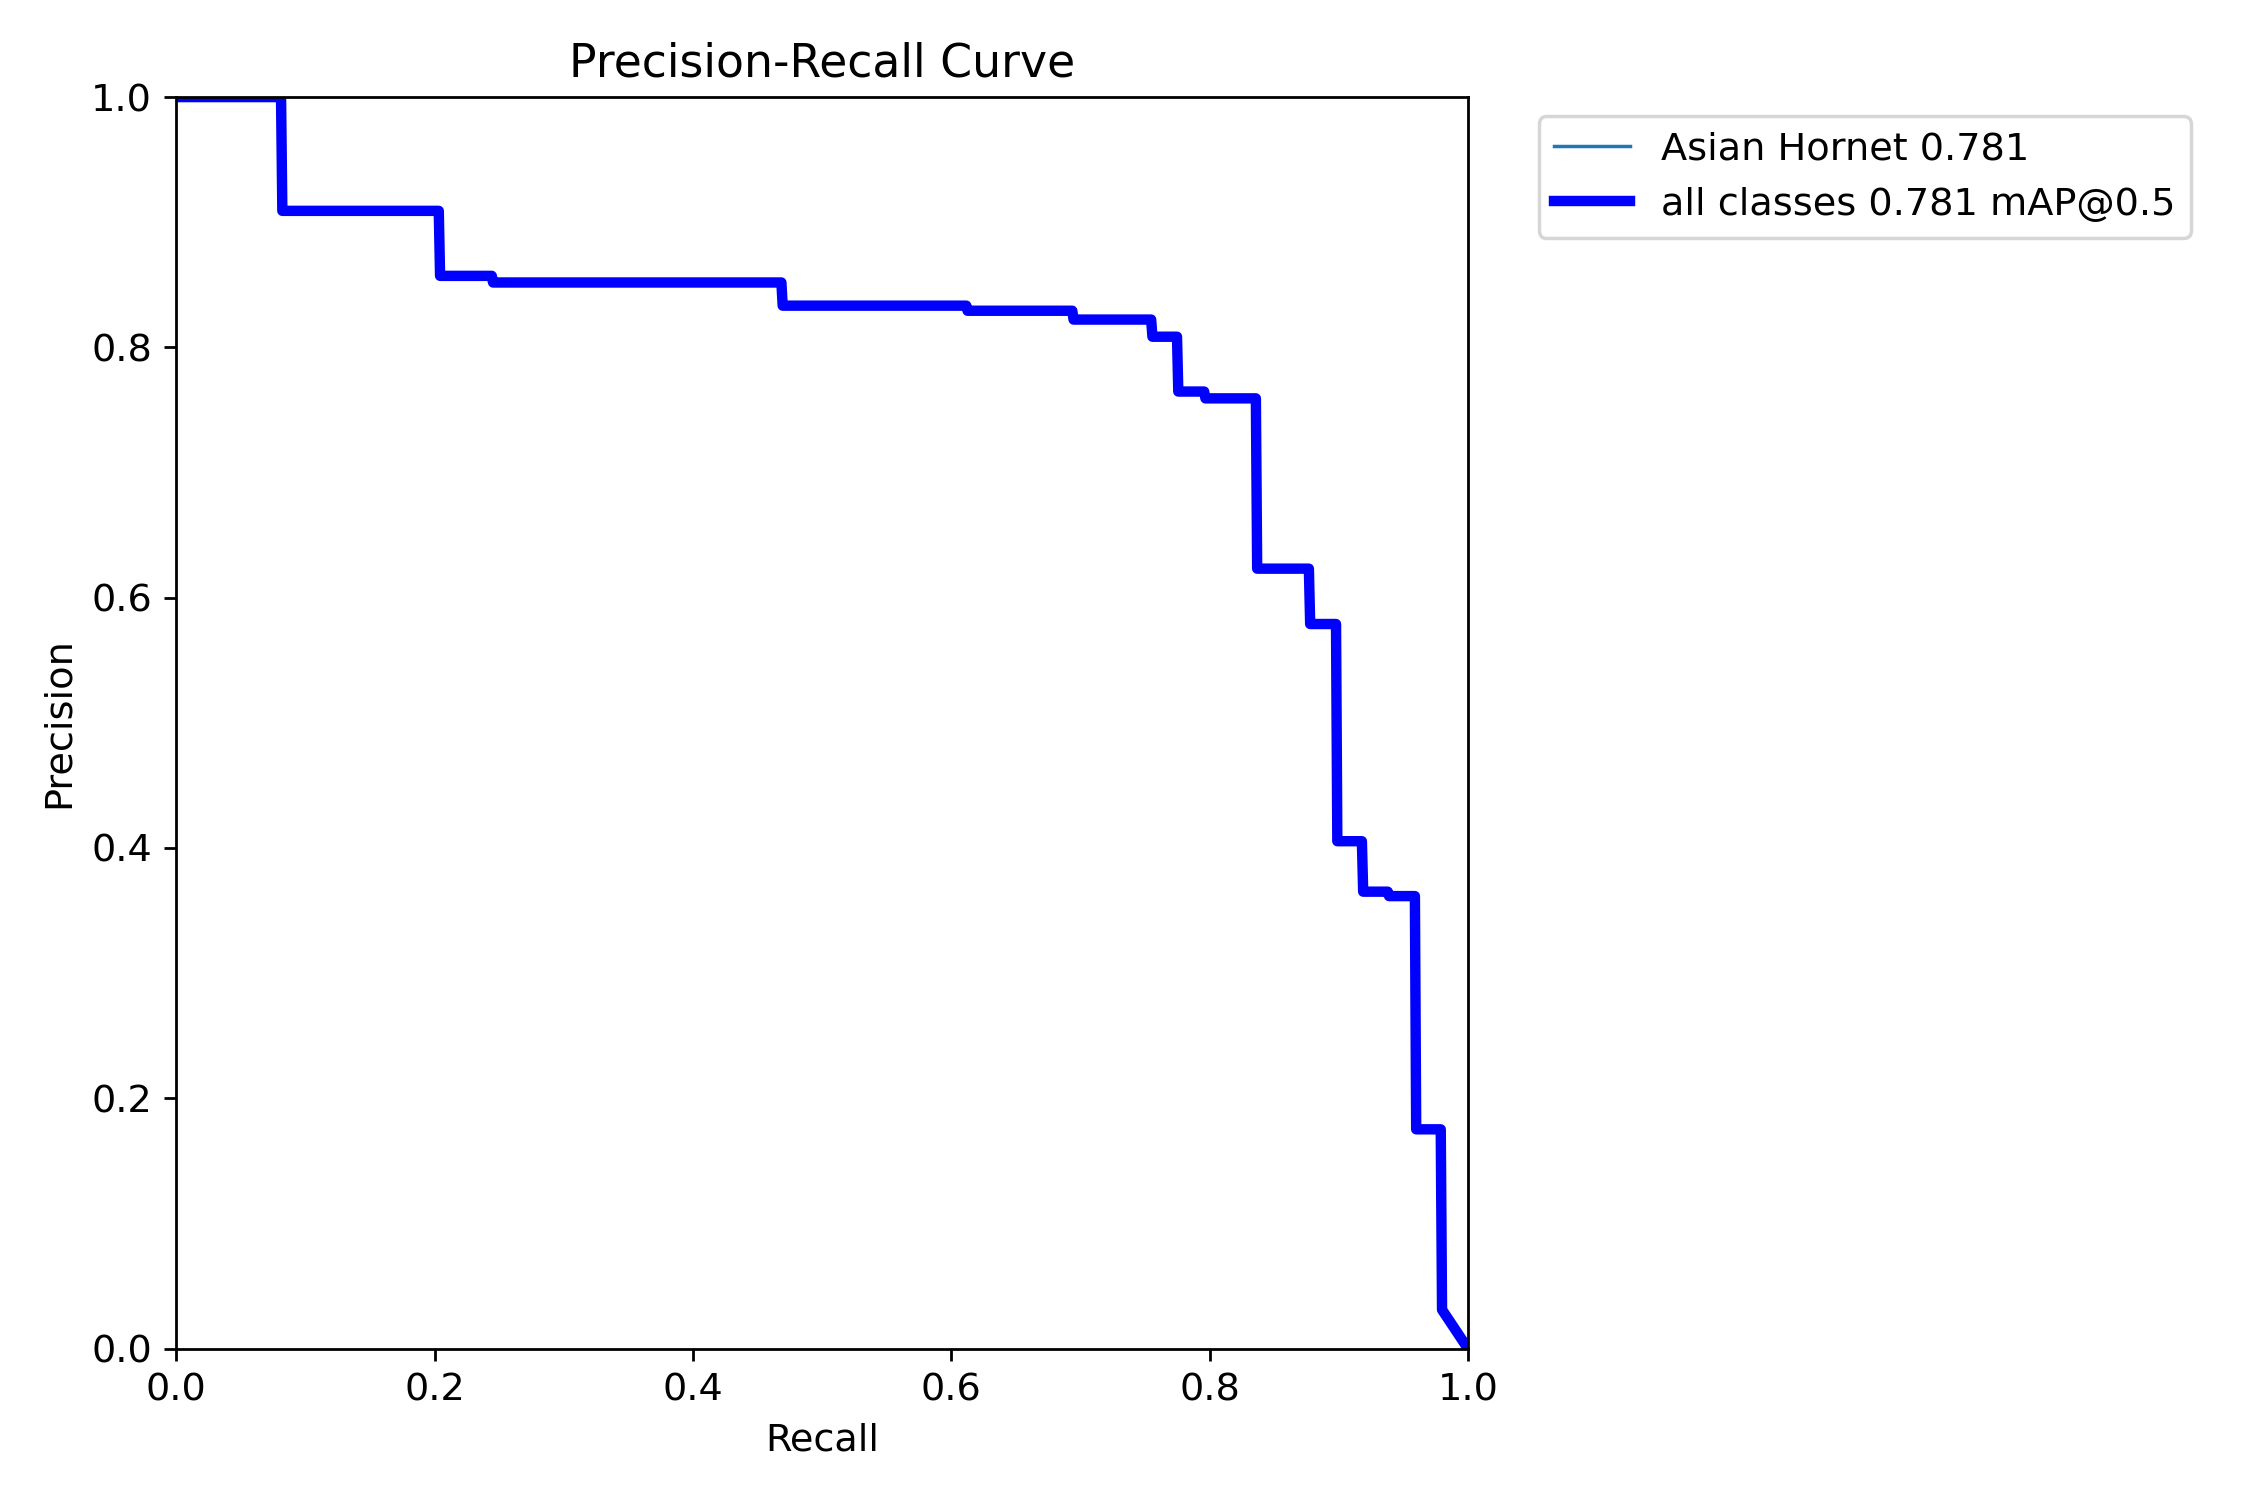 Precision-Recall Curve
1.0
0.8
0.6
0.4
0.2
0.0
Precision
0.0 0.2 0.4 0.6 0.8 1.0
Recall
Asian Hornet 0.781
all classes 0.781 mAP@0.5